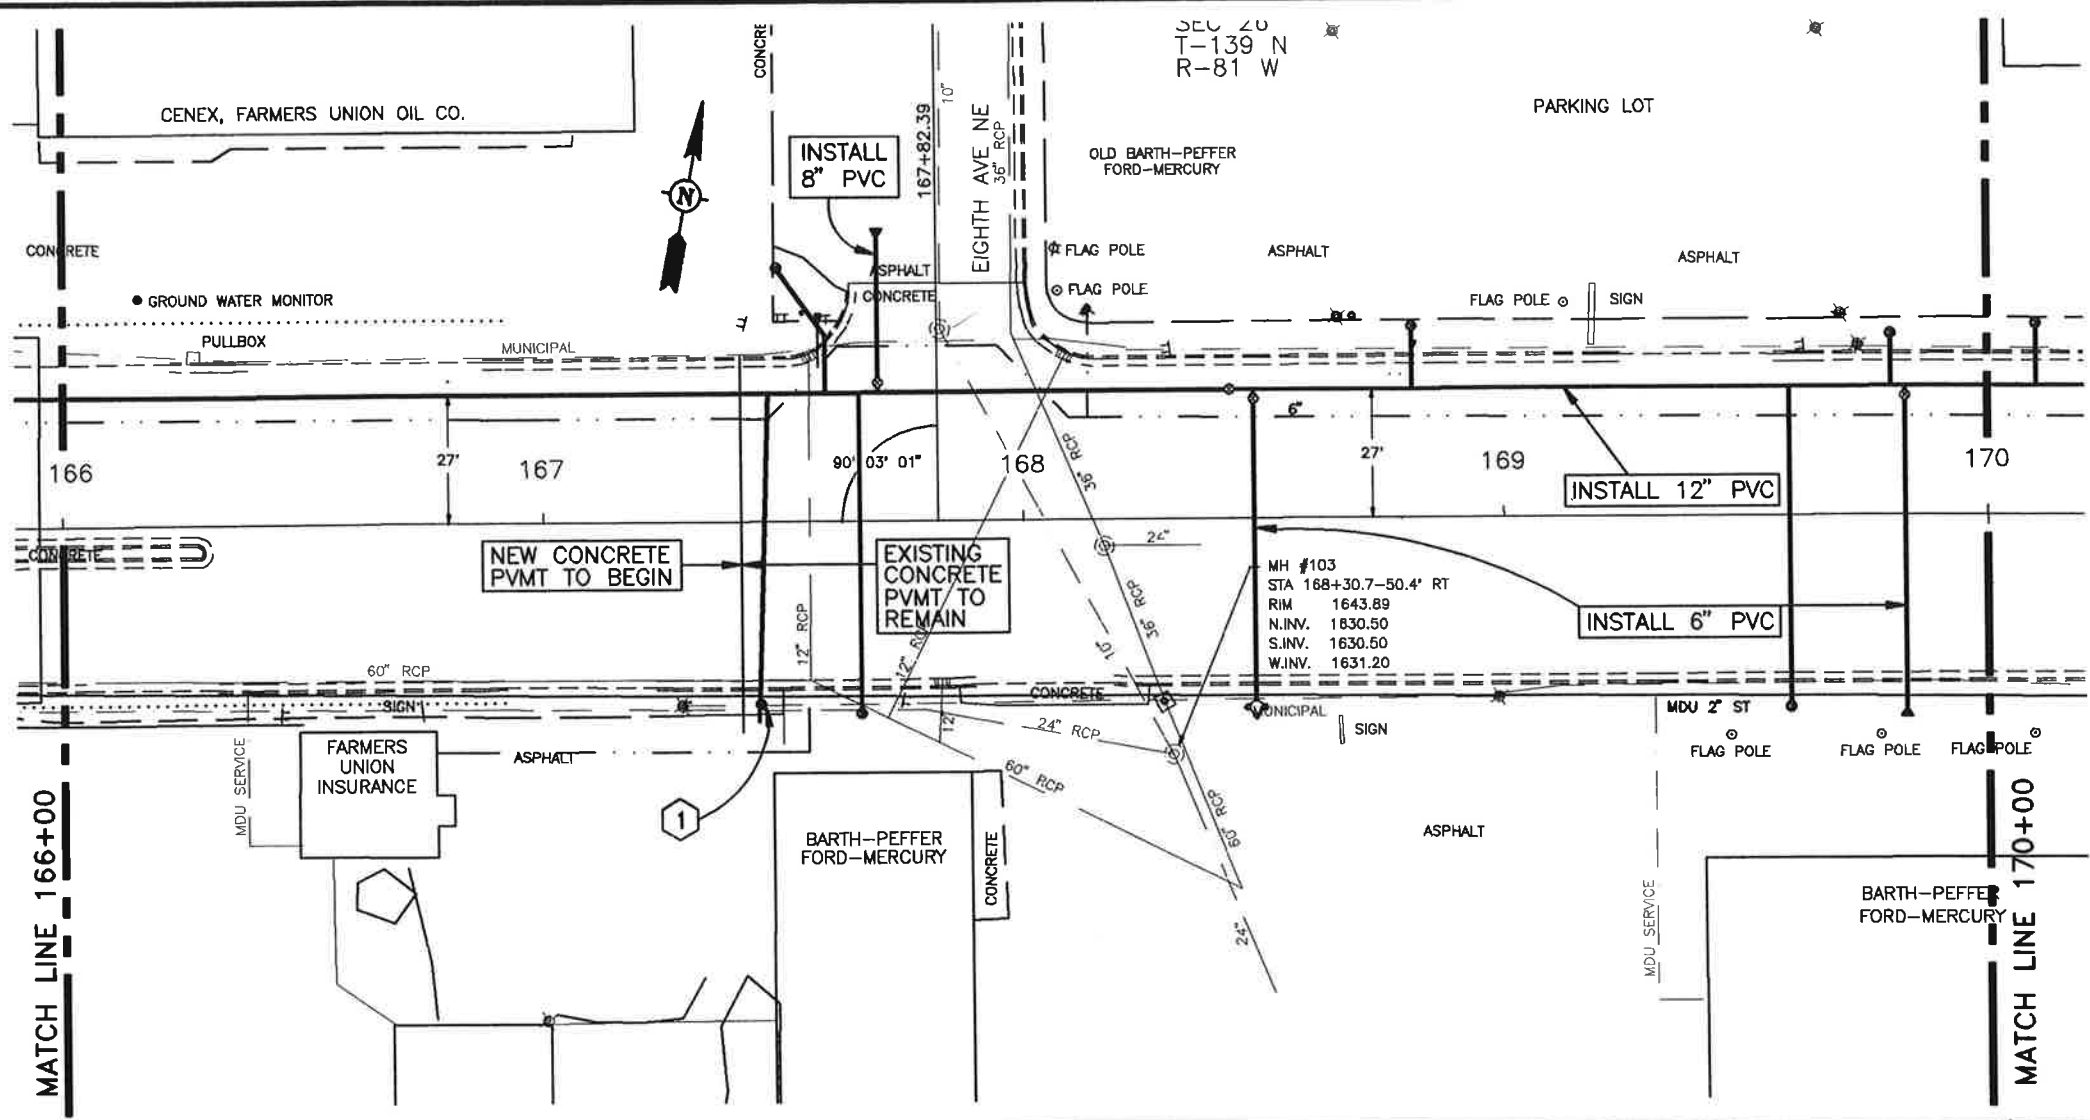 SEC 26
T-139 N
R-81 W
CENEX, FARMERS UNION OIL CO.
CONCRE
INSTALL
8" PVC
167+82.39
10"
EIGHTH AVE NE
36" RCP
OLD BARTH-PEFFER
FORD-MERCURY
PARKING LOT
CONCRETE
GROUND WATER MONITOR
N
ASPHALT
CONCRETE
FLAG POLE
FLAG POLE
ASPHALT
ASPHALT
FLAG POLE
SIGN
PULLBOX
MUNICIPAL
6"
166
27'
167
90° 03' 01"
168
36" RCP
27'
169
INSTALL 12" PVC
170
CONCRETE
NEW CONCRETE
PVMT TO BEGIN
EXISTING
CONCRETE
PVMT TO
REMAIN
24"
MH #103
STA 168+30.7-50.4' RT
RIM 1643.89
N.INV. 1830.50
S.INV. 1630.50
W.INV. 1631.20
INSTALL 6" PVC
12" RCP
12" RCP
10"
36" RCP
60" RCP
SIGN
CONCRETE
12"
24" RCP
MUNICIPAL
SIGN
MDU 2" ST
FLAG POLE
FLAG POLE
FLAG POLE
MDU SERVICE
FARMERS
UNION
INSURANCE
ASPHALT
60" RCP
60" RCP
1
BARTH-PEFFER
FORD-MERCURY
CONCRETE
ASPHALT
24"
MDU SERVICE
BARTH-PEFFER
FORD-MERCURY
MATCH LINE 166+00
MATCH LINE 170+00